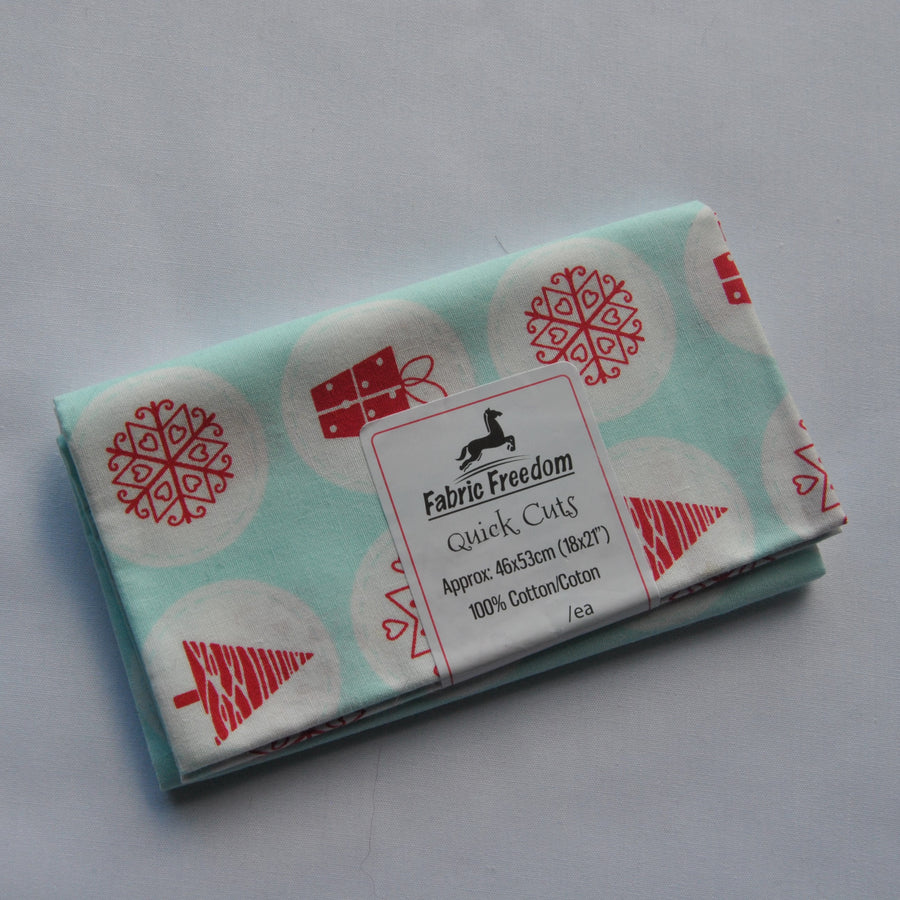 Fabric Freedom
Quick Cuts
Approx: 46x53cm (18x21")
100% Cotton/Coton
/ea